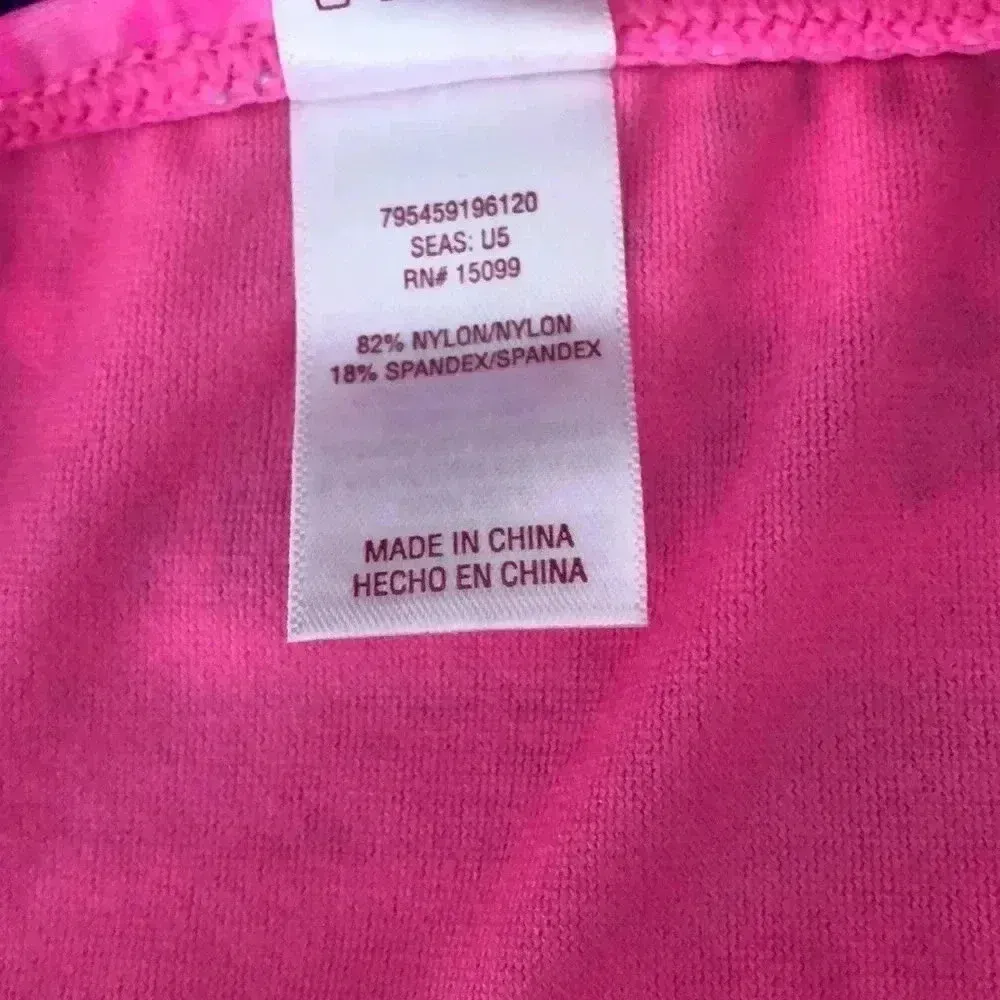 795459196120
SEAS: U5
RN# 15099
82% NYLON/NYLON
18% SPANDEX/SPANDEX
MADE IN CHINA
HECHO EN CHINA